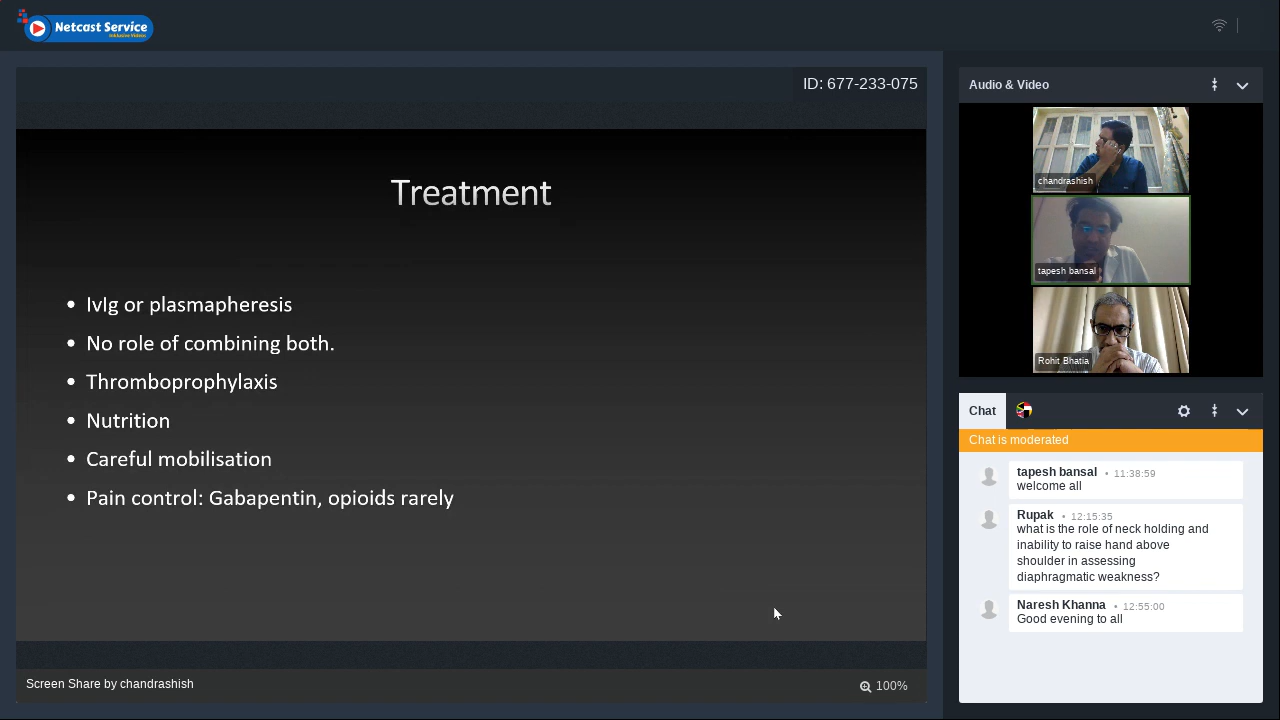 Netcast Service
Inklusive Videos
ID: 677-233-075
Treatment
• IvIg or plasmapheresis
• No role of combining both.
• Thromboprophylaxis
• Nutrition
• Careful mobilisation
• Pain control: Gabapentin, opioids rarely
Screen Share by chandrashish
100%
Audio & Video
chandrashish
tapesh bansal
Rohit Bhatia
Chat
Chat is moderated
tapesh bansal • 11:38:59
welcome all
Rupak • 12:15:35
what is the role of neck holding and
inability to raise hand above
shoulder in assessing
diaphragmatic weakness?
Naresh Khanna • 12:55:00
Good evening to all